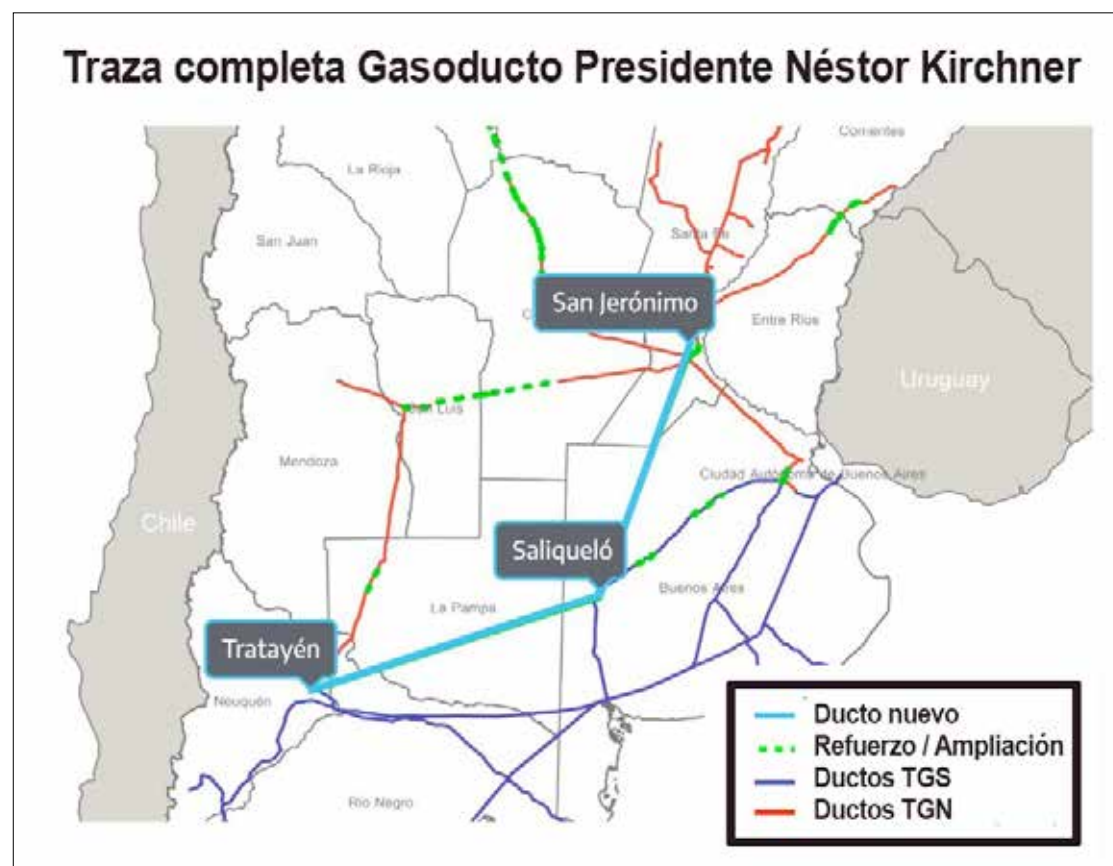 Traza completa Gasoducto Presidente Néstor Kirchner
Corrientes
La Rioja
San Juan
Santa Fe
San Jerónimo
Entre Ríos
Uruguay
San Luis
Mendoza
Ciudad Autónoma de Buenos Aires
Chile
Saliqueló
Buenos Aires
La Pampa
Tratayén
Neuquén
Río Negro
Ducto nuevo
Refuerzo / Ampliación
Ductos TGS
Ductos TGN